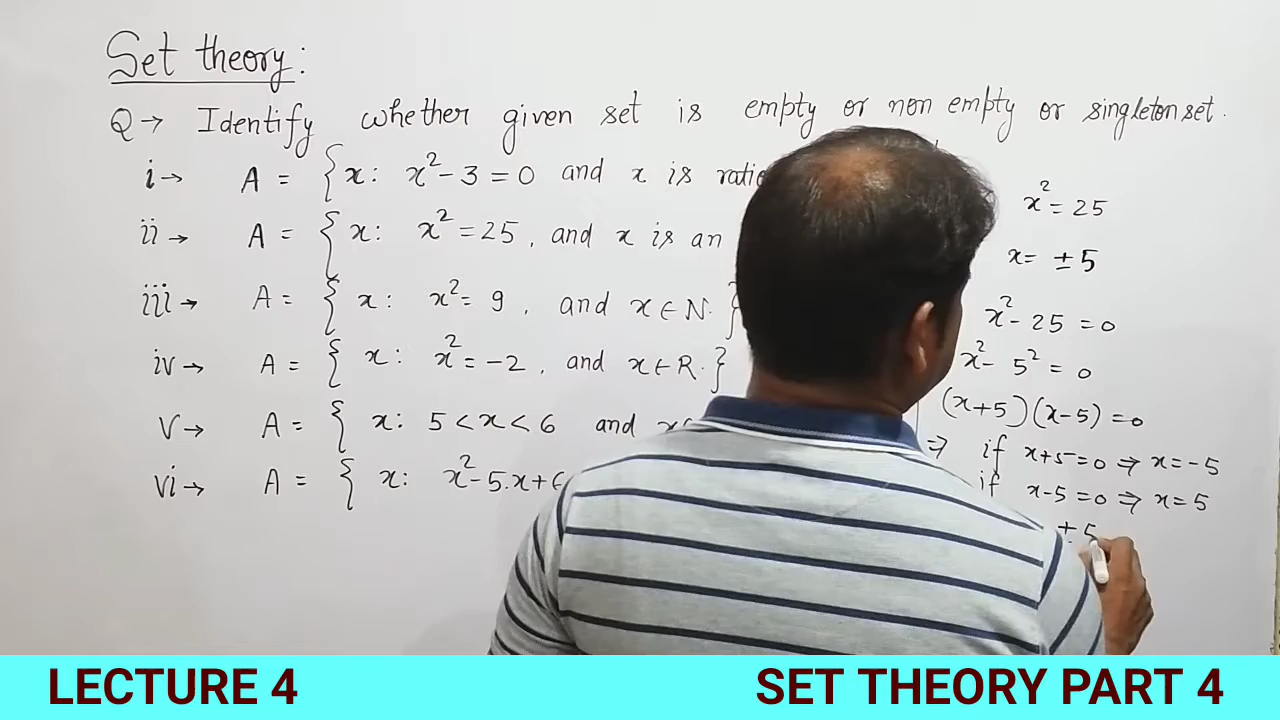 Set theory:
Q→ Identify whether given set is empty or non empty or singleton set.
i→ A = { x: x² - 3 = 0 and x is
ii→ A = { x: x² = 25, and x is an
iii→ A = { x: x² = 9, and x ∈ N. }
iv→ A = { x: x² = -2, and x ∈ R. }
v→ A = { x: 5 < x < 6 and
vi→ A = { x: x² - 5.x +
x² = 25
x = ± 5
x² - 25 = 0
x² - 5² = 0
(x+5)(x-5) = 0
⇒ if x+5=0 ⇒ x=-5
if x-5=0 ⇒ x=5
± 5
LECTURE 4
SET THEORY PART 4